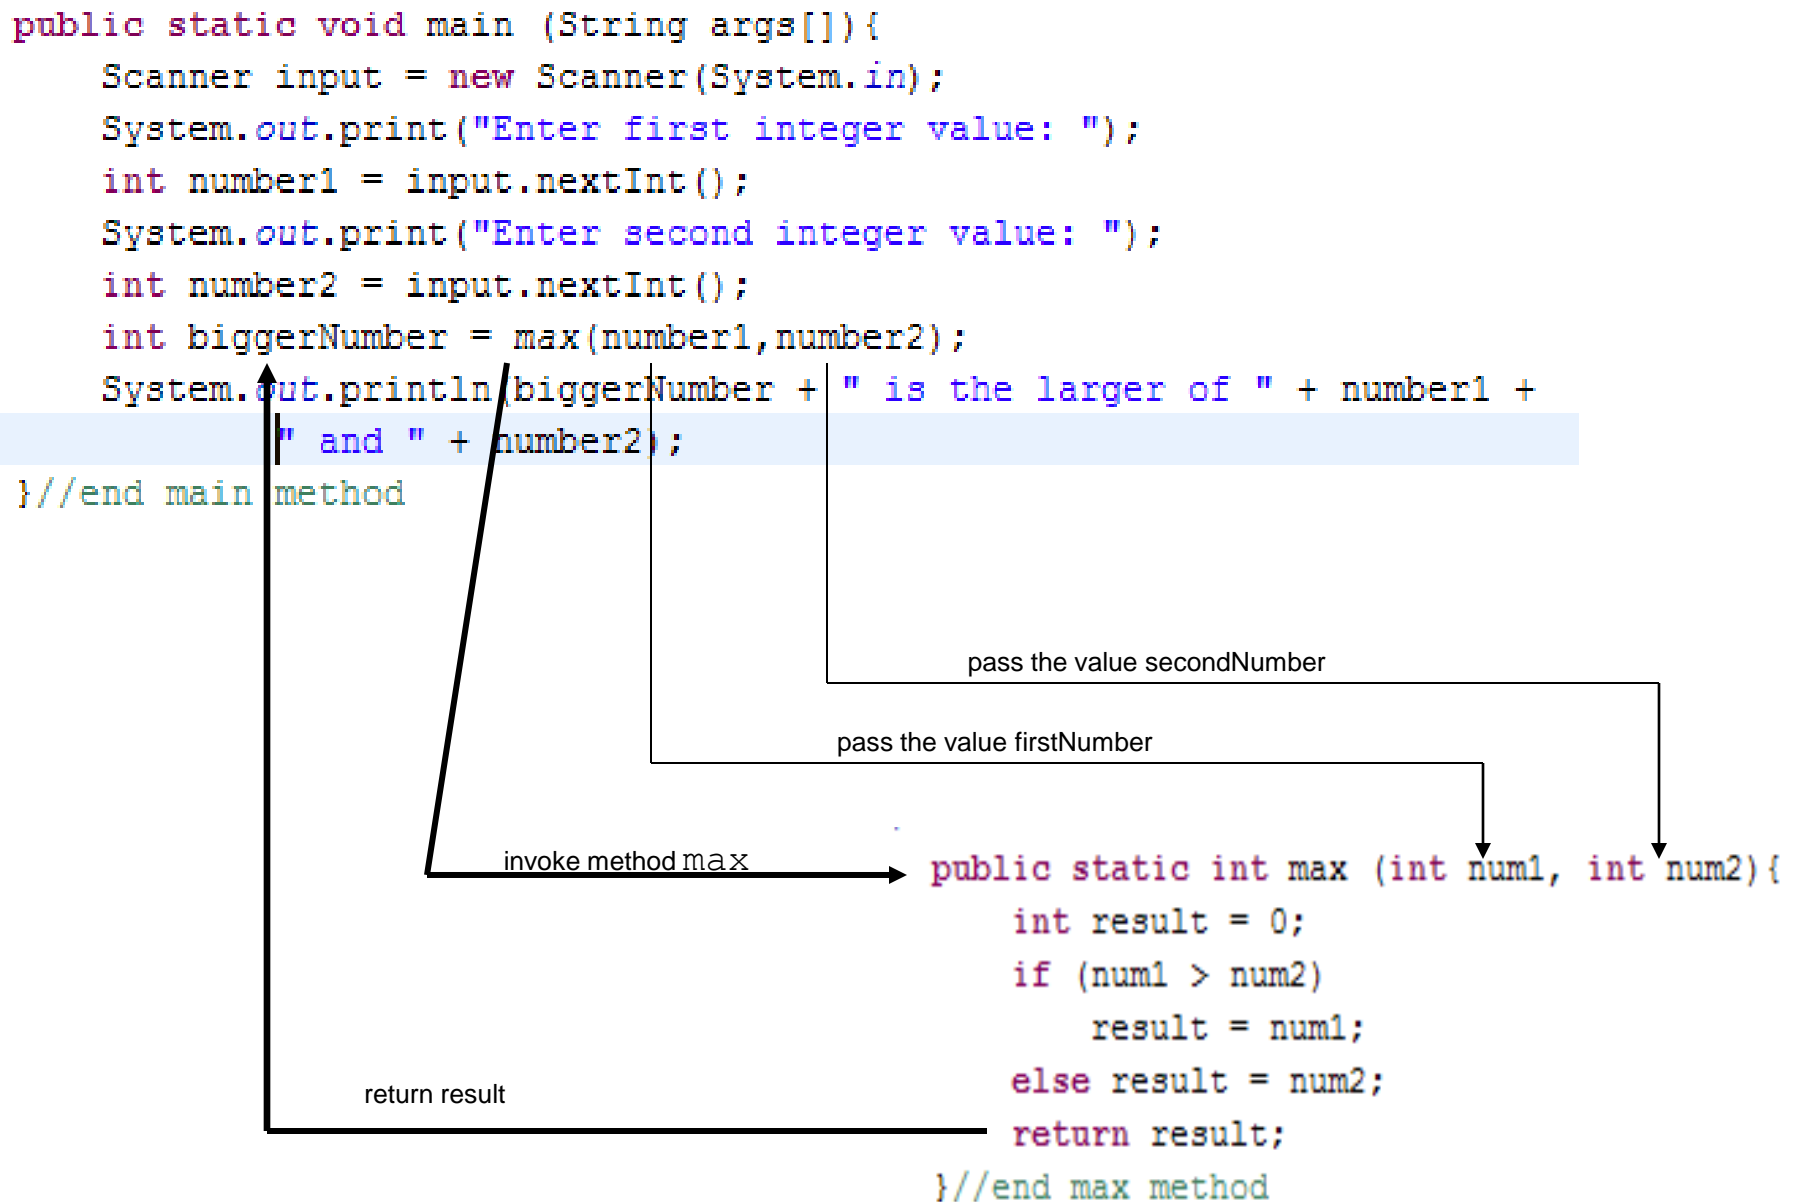 public static void main (String args[]){
    Scanner input = new Scanner(System.in);
    System.out.print("Enter first integer value: ");
    int number1 = input.nextInt();
    System.out.print("Enter second integer value: ");
    int number2 = input.nextInt();
    int biggerNumber = max(number1,number2);
    System.out.println(biggerNumber + " is the larger of " + number1 +
            " and " + number2);
}//end main method
pass the value secondNumber
pass the value firstNumber
invoke method max
public static int max (int num1, int num2){
    int result = 0;
    if (num1 > num2)
        result = num1;
    else result = num2;
    return result;
}//end max method
return result